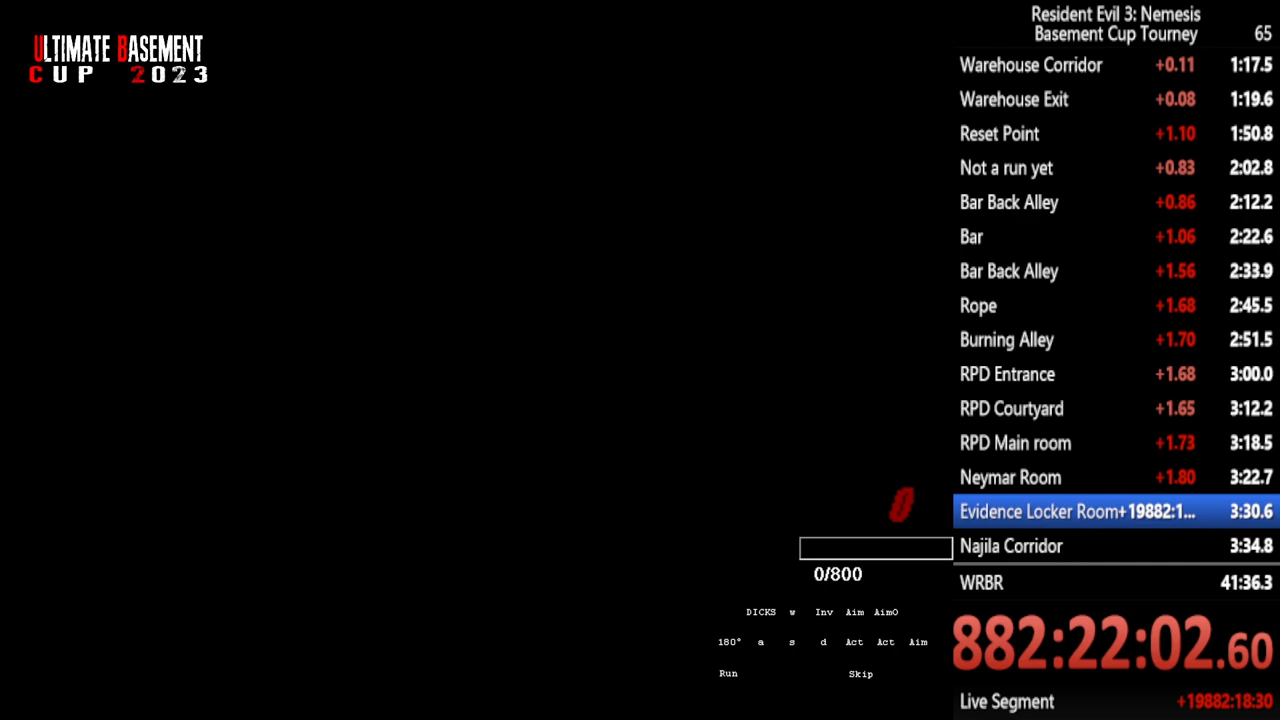 ULTIMATE BASEMENT
CUP 2023
Resident Evil 3: Nemesis
Basement Cup Tourney 65
Warehouse Corridor +0.11 1:17.5
Warehouse Exit +0.08 1:19.6
Reset Point +1.10 1:50.8
Not a run yet +0.83 2:02.8
Bar Back Alley +0.86 2:12.2
Bar +1.06 2:22.6
Bar Back Alley +1.56 2:33.9
Rope +1.68 2:45.5
Burning Alley +1.70 2:51.5
RPD Entrance +1.68 3:00.0
RPD Courtyard +1.65 3:12.2
RPD Main room +1.73 3:18.5
Neymar Room +1.80 3:22.7
0
Evidence Locker Room+19882:1... 3:30.6
Najila Corridor 3:34.8
0/800
WRBR 41:36.3
DICKS w Inv Aim AimO
180° a s d Act Act Aim
882:22:02.60
Run Skip
Live Segment +19882:18:30